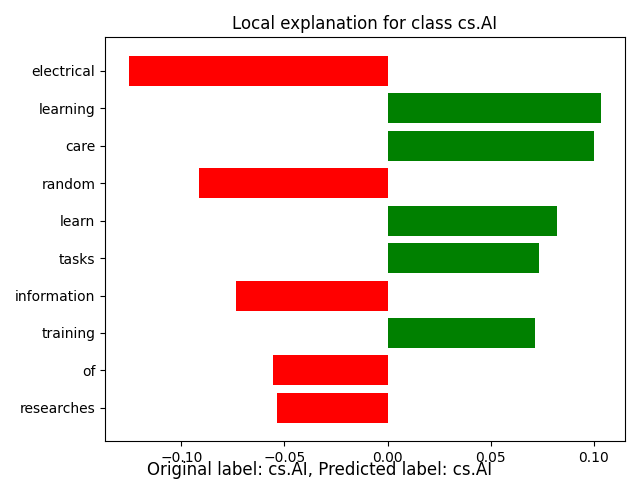 Local explanation for class cs.AI
electrical
learning
care
random
learn
tasks
information
training
of
researches
−0.10 −0.05 0.00 0.05 0.10
Original label: cs.AI, Predicted label: cs.AI